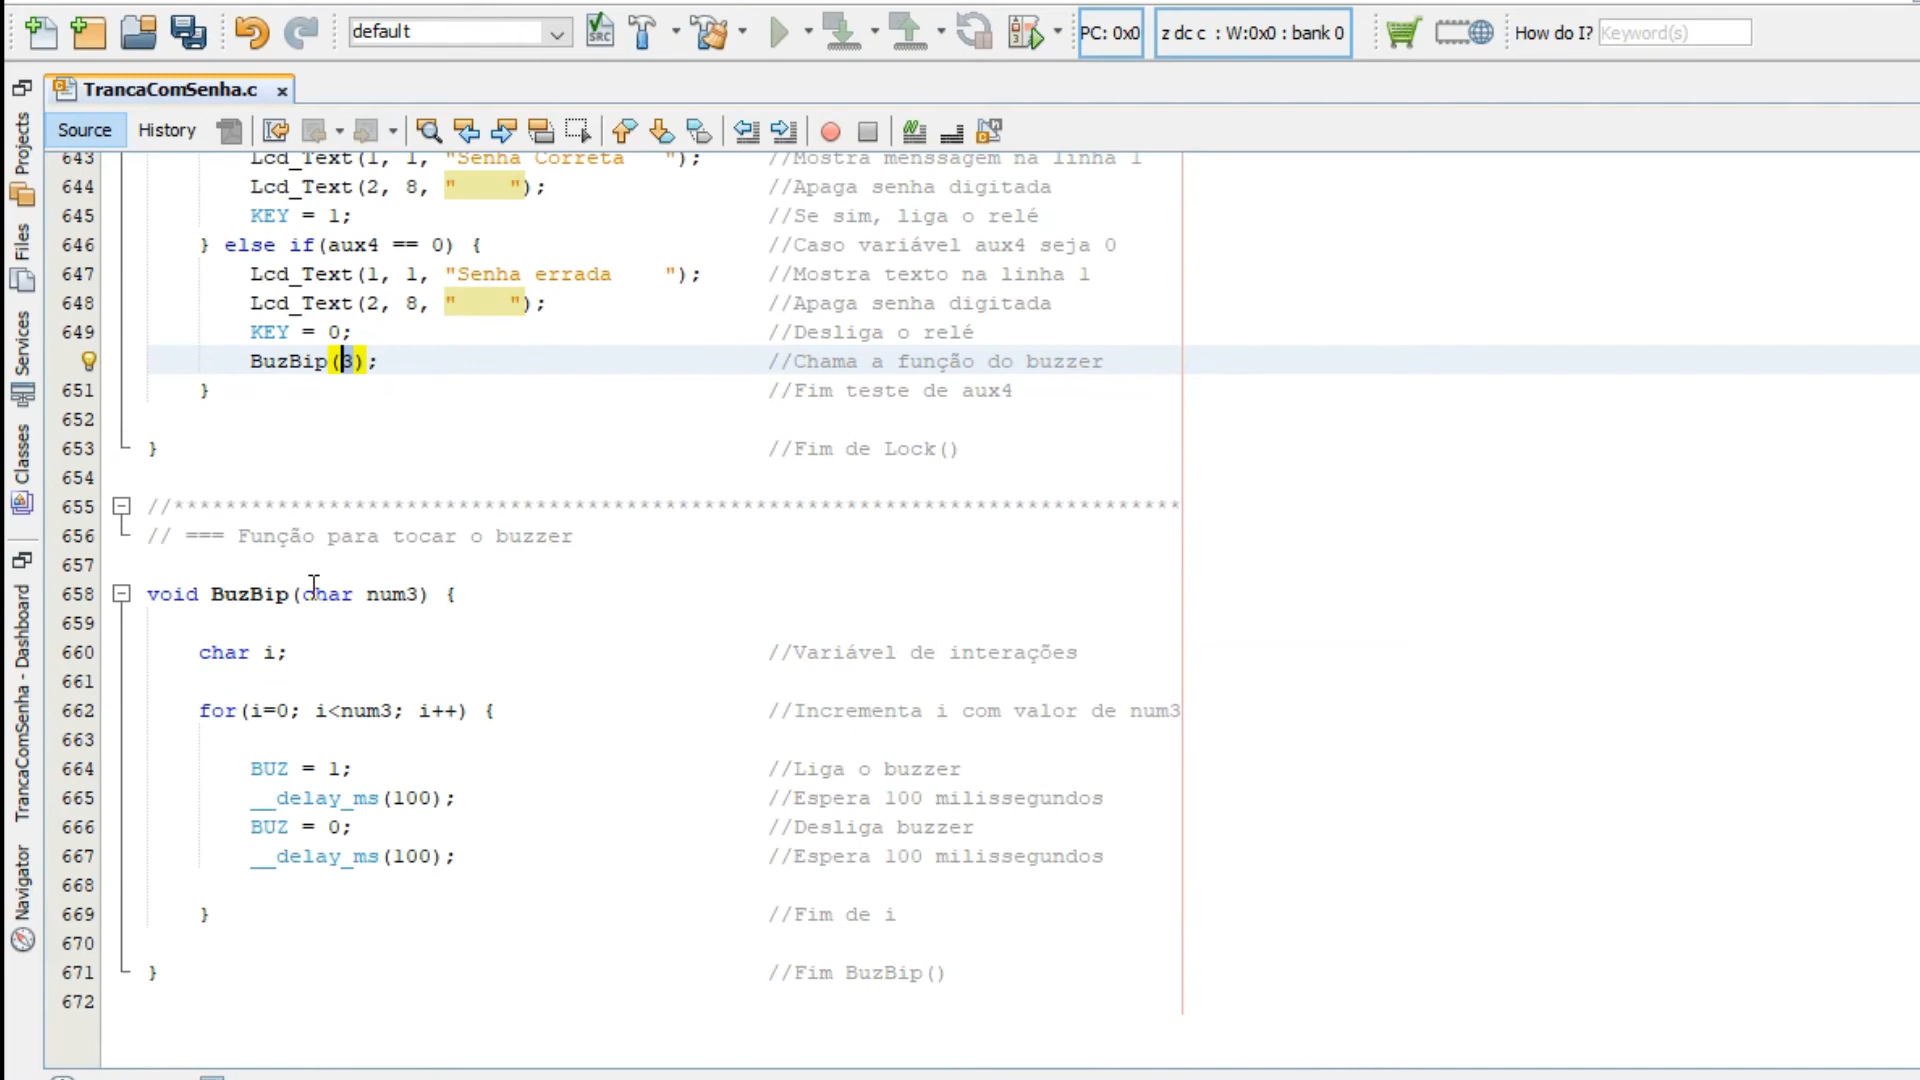 default
PC: 0x0
z dc c : W:0x0 : bank 0
How do I?
Keyword(s)
TrancaComSenha.c
Source
History
Projects
Files
Services
Classes
TrancaComSenha - Dashboard
Navigator
643 Lcd_Text(1, 1, "Senha Correta   "); //Mostra menssagem na linha 1
644 Lcd_Text(2, 8, "    "); //Apaga senha digitada
645 KEY = 1; //Se sim, liga o relé
646 } else if(aux4 == 0) { //Caso variável aux4 seja 0
647 Lcd_Text(1, 1, "Senha errada    "); //Mostra texto na linha 1
648 Lcd_Text(2, 8, "    "); //Apaga senha digitada
649 KEY = 0; //Desliga o relé
BuzBip(3); //Chama a função do buzzer
651 } //Fim teste de aux4
652
653 } //Fim de Lock()
654
655 //******************************************************************************
656 // === Função para tocar o buzzer
657
658 void BuzBip(char num3) {
659
660 char i; //Variável de interações
661
662 for(i=0; i<num3; i++) { //Incrementa i com valor de num3
663
664 BUZ = 1; //Liga o buzzer
665 __delay_ms(100); //Espera 100 milissegundos
666 BUZ = 0; //Desliga buzzer
667 __delay_ms(100); //Espera 100 milissegundos
668
669 } //Fim de i
670
671 } //Fim BuzBip()
672